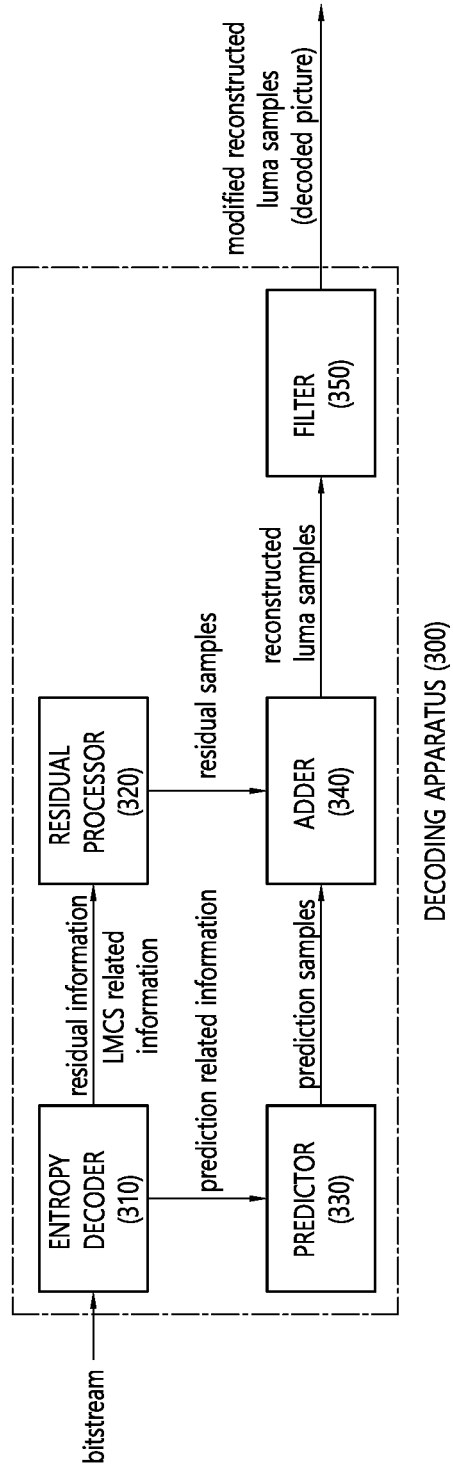 bitstream
ENTROPY
DECODER
(310)
residual information
LMCS related
information
RESIDUAL
PROCESSOR
(320)
prediction related information
residual samples
PREDICTOR
(330)
prediction samples
ADDER
(340)
reconstructed
luma samples
FILTER
(350)
modified reconstructed
luma samples
(decoded picture)
DECODING APPARATUS (300)